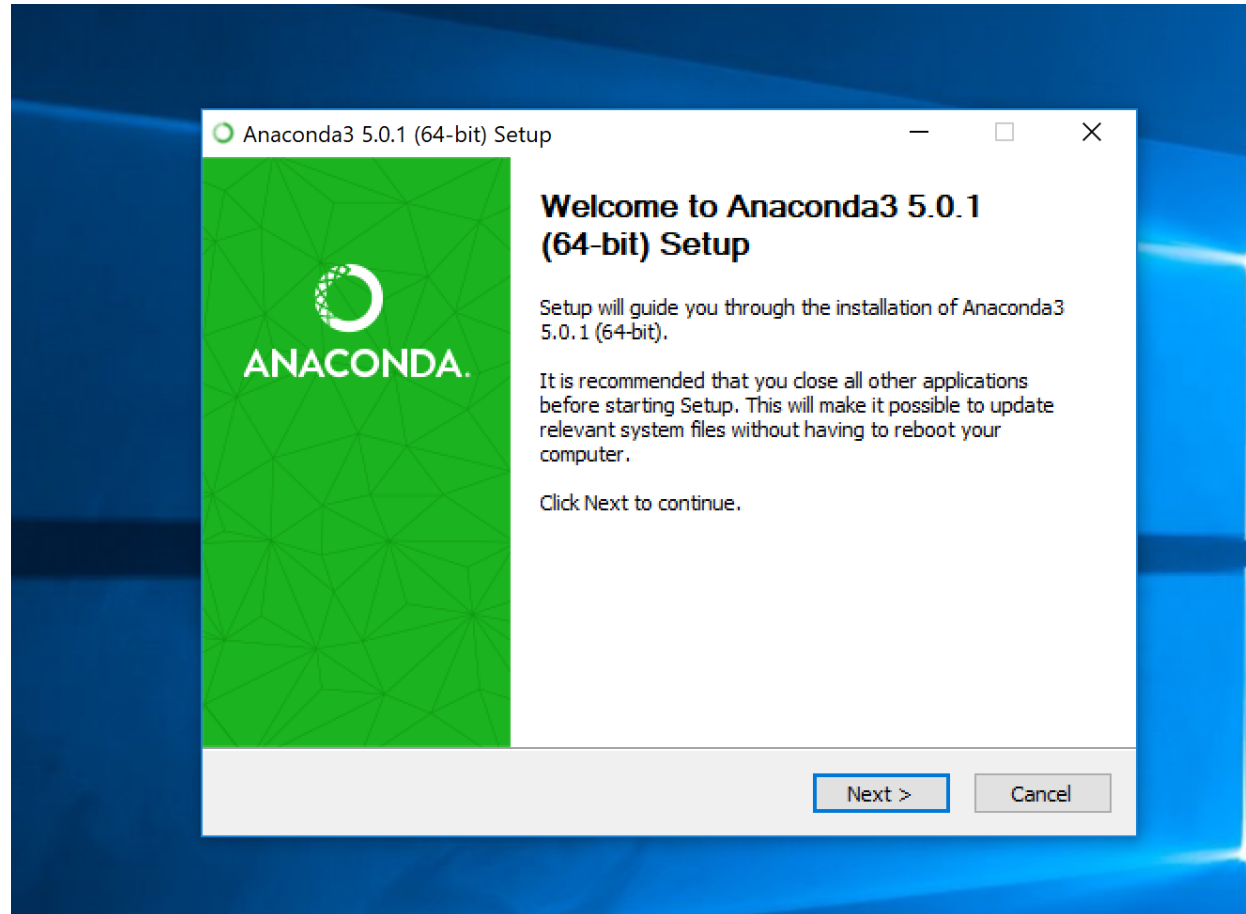 Anaconda3 5.0.1 (64-bit) Setup
Welcome to Anaconda3 5.0.1
(64-bit) Setup
Setup will guide you through the installation of Anaconda3
5.0.1 (64-bit).
It is recommended that you close all other applications
before starting Setup. This will make it possible to update
relevant system files without having to reboot your
computer.
Click Next to continue.
ANACONDA.
Next >
Cancel